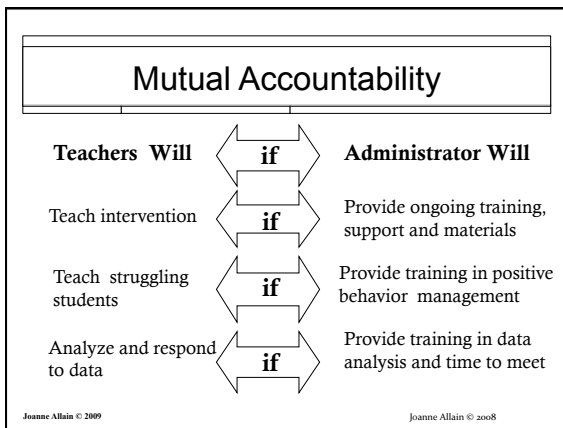 Mutual Accountability
Teachers Will if Administrator Will
Teach intervention if Provide ongoing training,
support and materials
Teach struggling
students
if
Provide training in positive
behavior management
Analyze and respond
to data
if
Provide training in data
analysis and time to meet
Joanne Allain © 2009 Joanne Allain © 2008